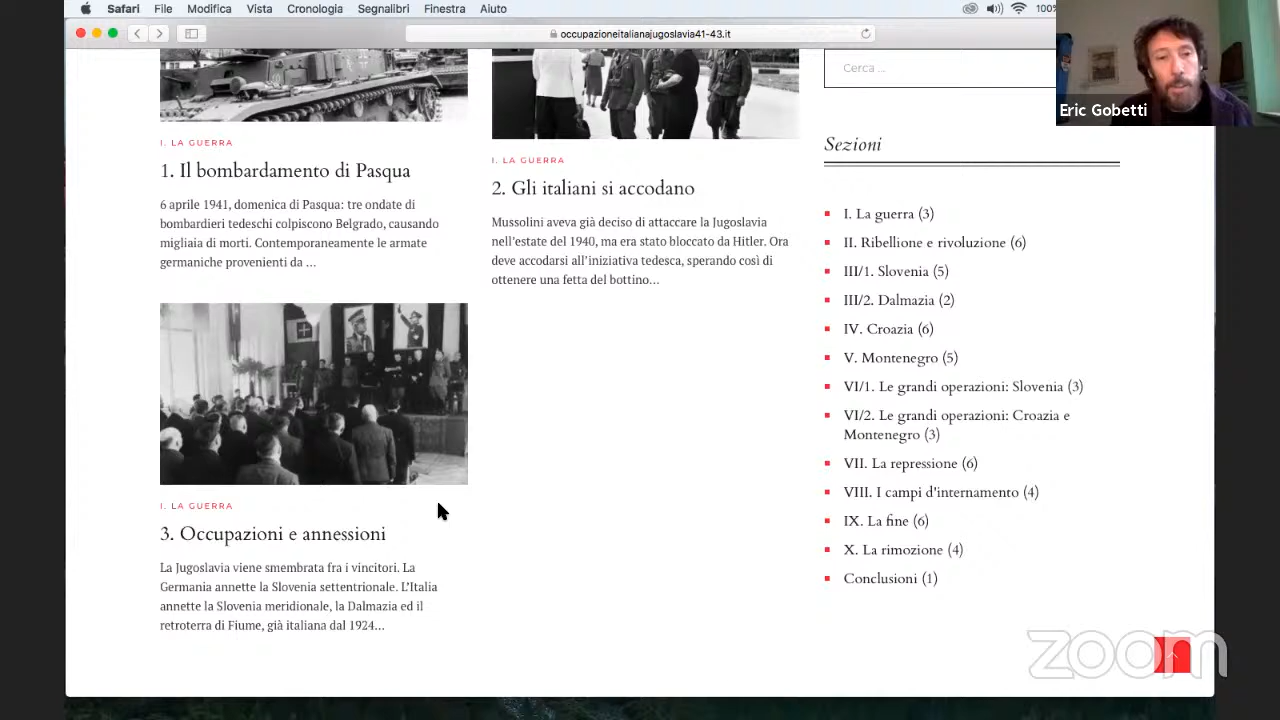 Safari File Modifica Vista Cronologia Segnalibri Finestra Aiuto
100%
occupazioneitalianajugoslavia41-43.it
Eric Gobetti
I. LA GUERRA
1. Il bombardamento di Pasqua
6 aprile 1941, domenica di Pasqua: tre ondate di
bombardieri tedeschi colpiscono Belgrado, causando
migliaia di morti. Contemporaneamente le armate
germaniche provenienti da ...
I. LA GUERRA
2. Gli italiani si accodano
Mussolini aveva già deciso di attaccare la Jugoslavia
nell'estate del 1940, ma era stato bloccato da Hitler. Ora
deve accodarsi all'iniziativa tedesca, sperando così di
ottenere una fetta del bottino...
I. LA GUERRA
3. Occupazioni e annessioni
La Jugoslavia viene smembrata fra i vincitori. La
Germania annette la Slovenia settentrionale. L'Italia
annette la Slovenia meridionale, la Dalmazia ed il
retroterra di Fiume, già italiana dal 1924...
Cerca ...
Sezioni
I. La guerra (3)
II. Ribellione e rivoluzione (6)
III/1. Slovenia (5)
III/2. Dalmazia (2)
IV. Croazia (6)
V. Montenegro (5)
VI/1. Le grandi operazioni: Slovenia (3)
VI/2. Le grandi operazioni: Croazia e
Montenegro (3)
VII. La repressione (6)
VIII. I campi d'internamento (4)
IX. La fine (6)
X. La rimozione (4)
Conclusioni (1)
zoom